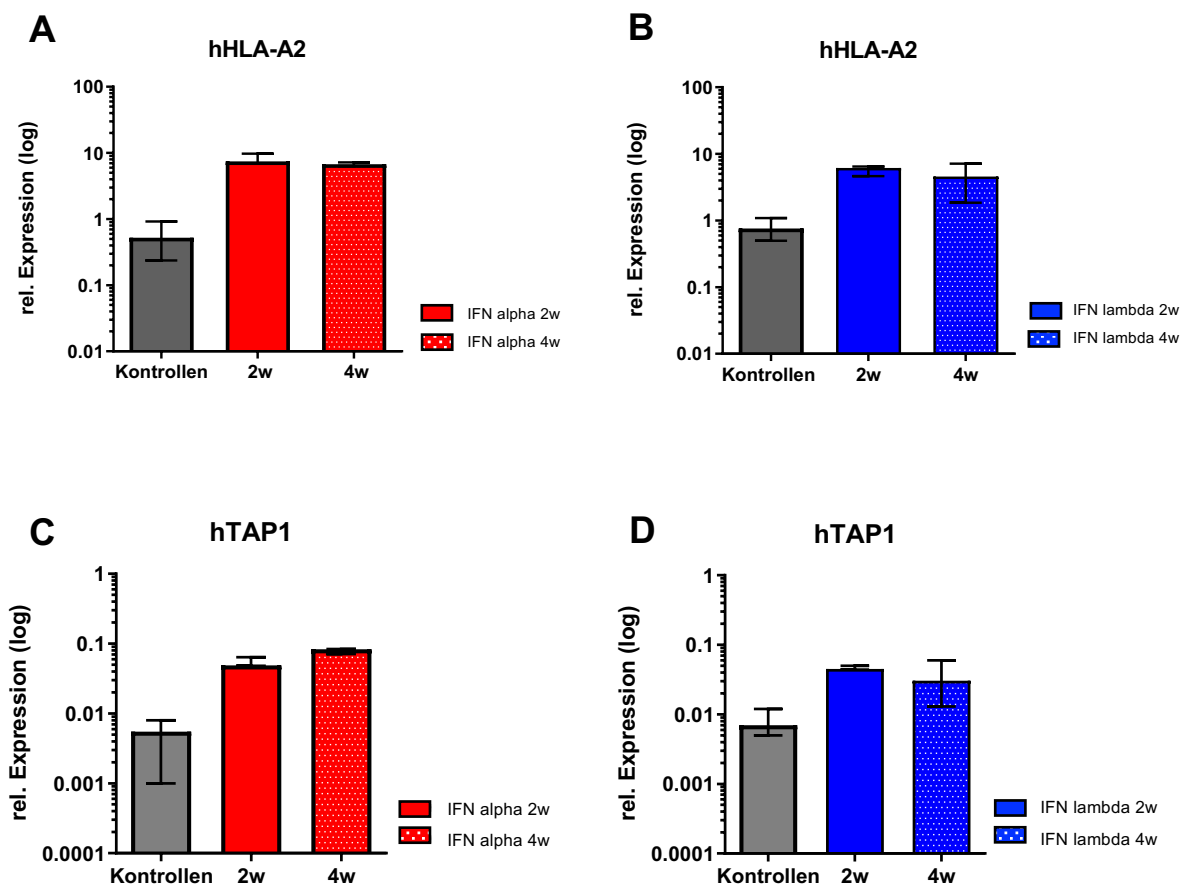 A
hHLA-A2
rel. Expression (log)
100
10
1
0.1
0.01
Kontrollen 2w 4w
IFN alpha 2w
IFN alpha 4w
B
hHLA-A2
rel. Expression (log)
100
10
1
0.1
0.01
Kontrollen 2w 4w
IFN lambda 2w
IFN lambda 4w
C
hTAP1
rel. Expression (log)
1
0.1
0.01
0.001
0.0001
Kontrollen 2w 4w
IFN alpha 2w
IFN alpha 4w
D
hTAP1
rel. Expression (log)
1
0.1
0.01
0.001
0.0001
Kontrollen 2w 4w
IFN lambda 2w
IFN lambda 4w